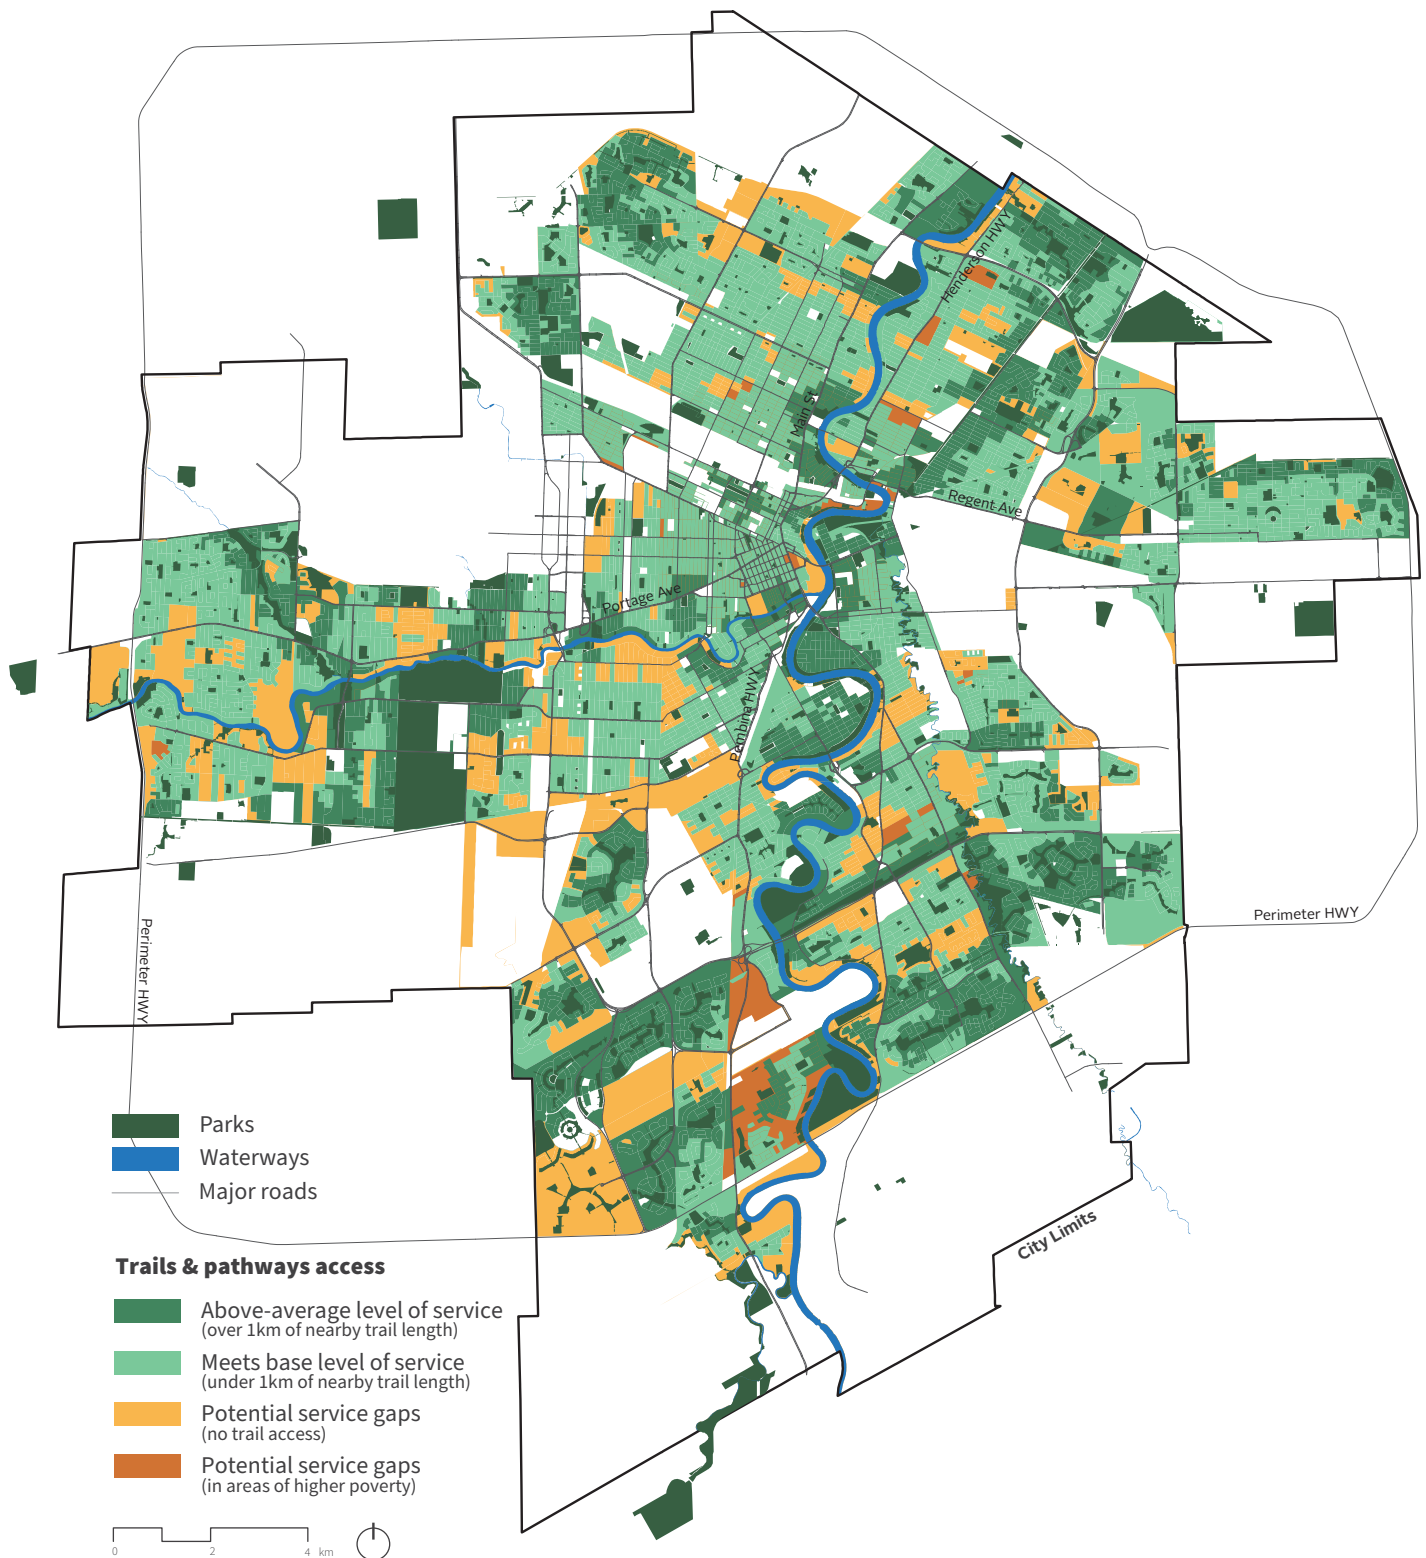 Henderson HWY
Main St
Regent Ave
Portage Ave
Pembina HWY
Perimeter HWY
Perimeter HWY
City Limits
Parks
Waterways
Major roads
Trails & pathways access
Above-average level of service
(over 1km of nearby trail length)
Meets base level of service
(under 1km of nearby trail length)
Potential service gaps
(no trail access)
Potential service gaps
(in areas of higher poverty)
0 2 4 km